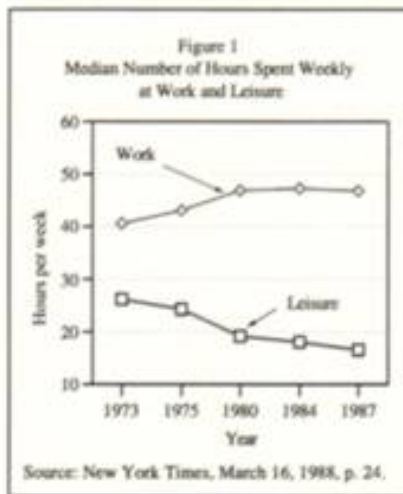 Figure 1
Median Number of Hours Spent Weekly
at Work and Leisure
60
Work
50
40
Hours per week
30
Leisure
20
10
1973 1975 1980 1984 1987
Year
Source: New York Times, March 16, 1988, p. 24.